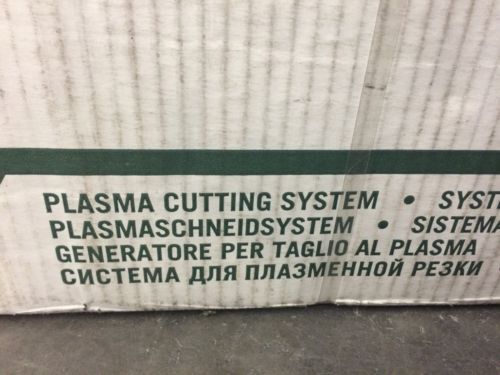 PLASMA CUTTING SYSTEM • SYST
PLASMASCHNEIDSYSTEM • SISTEMA
GENERATORE PER TAGLIO AL PLASMA
СИСТЕМА ДЛЯ ПЛАЗМЕННОЙ РЕЗКИ